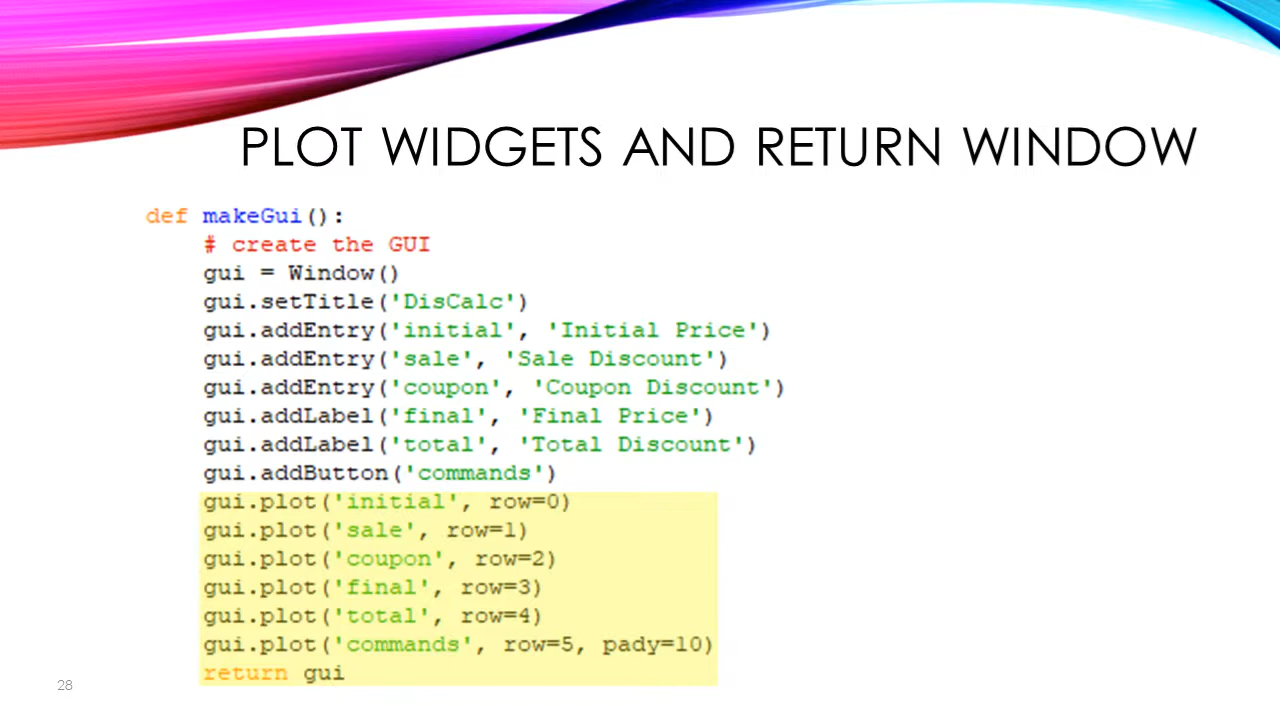 PLOT WIDGETS AND RETURN WINDOW
def makeGui():
    # create the GUI
    gui = Window()
    gui.setTitle('DisCalc')
    gui.addEntry('initial', 'Initial Price')
    gui.addEntry('sale', 'Sale Discount')
    gui.addEntry('coupon', 'Coupon Discount')
    gui.addLabel('final', 'Final Price')
    gui.addLabel('total', 'Total Discount')
    gui.addButton('commands')
    gui.plot('initial', row=0)
    gui.plot('sale', row=1)
    gui.plot('coupon', row=2)
    gui.plot('final', row=3)
    gui.plot('total', row=4)
    gui.plot('commands', row=5, pady=10)
    return gui
28